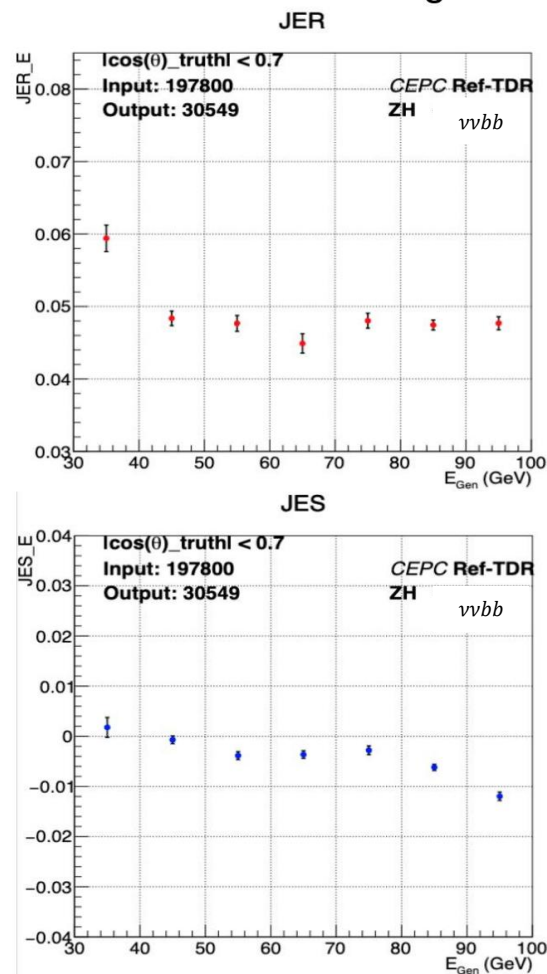 JER
JER_E
|cos(θ)_truth| < 0.7
Input: 197800
Output: 30549
CEPC Ref-TDR
ZH
ννbb
0.08
0.07
0.06
0.05
0.04
0.03
30 40 50 60 70 80 90 100
E_Gen (GeV)
JES
JES_E
|cos(θ)_truth| < 0.7
Input: 197800
Output: 30549
CEPC Ref-TDR
ZH
ννbb
0.04
0.03
0.02
0.01
0
−0.01
−0.02
−0.03
−0.04
30 40 50 60 70 80 90 100
E_Gen (GeV)